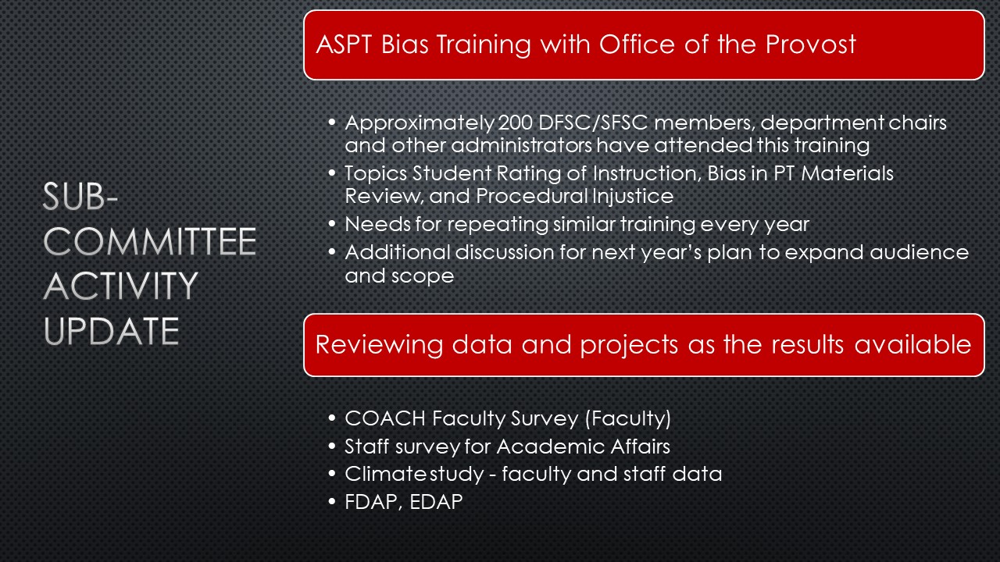 SUB-
COMMITTEE
ACTIVITY
UPDATE
ASPT Bias Training with Office of the Provost
• Approximately 200 DFSC/SFSC members, department chairs
and other administrators have attended this training
• Topics Student Rating of Instruction, Bias in PT Materials
Review, and Procedural Injustice
• Needs for repeating similar training every year
• Additional discussion for next year’s plan to expand audience
and scope
Reviewing data and projects as the results available
• COACH Faculty Survey (Faculty)
• Staff survey for Academic Affairs
• Climate study - faculty and staff data
• FDAP, EDAP